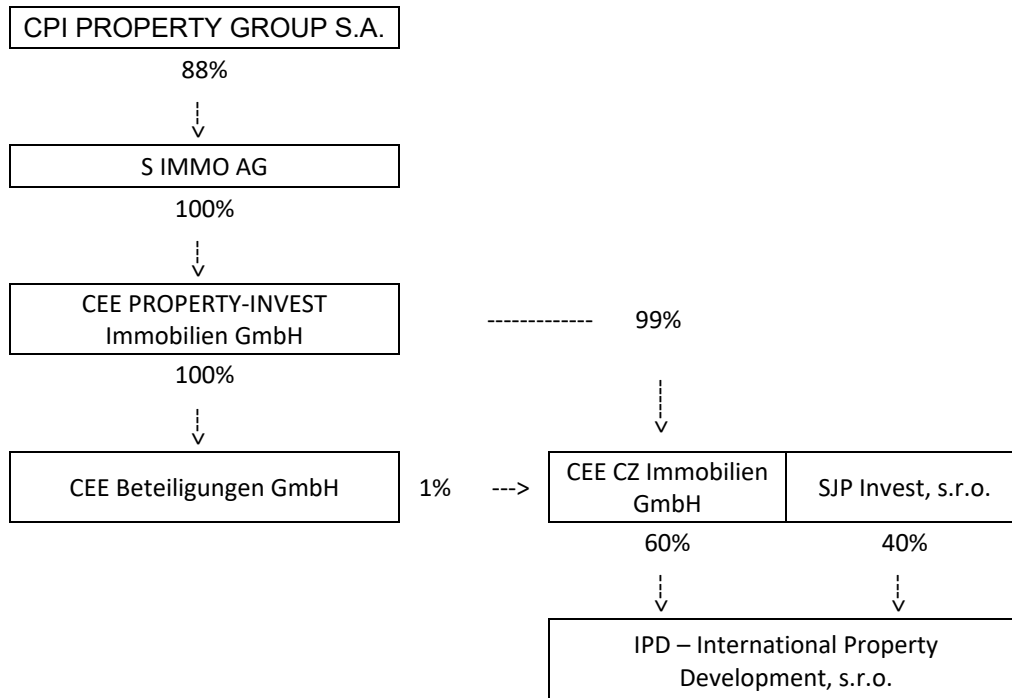 CPI PROPERTY GROUP S.A.
88%
S IMMO AG
100%
CEE PROPERTY-INVEST
Immobilien GmbH
------------- 99%
100%
CEE Beteiligungen GmbH
1% --->
CEE CZ Immobilien
GmbH
SJP Invest, s.r.o.
60%
40%
IPD – International Property
Development, s.r.o.